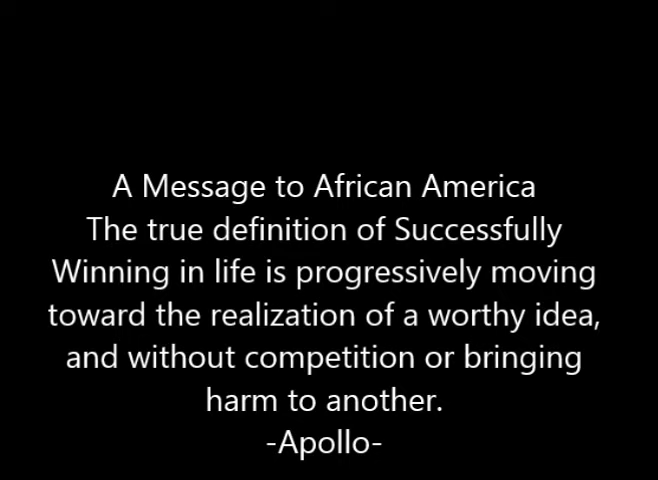 A Message to African America
The true definition of Successfully
Winning in life is progressively moving
toward the realization of a worthy idea,
and without competition or bringing
harm to another.
-Apollo-